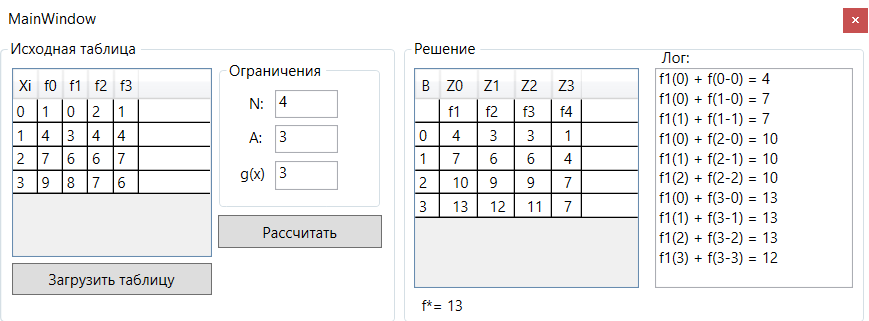 MainWindow
Исходная таблица
Xi f0 f1 f2 f3
0 1 0 2 1
1 4 3 4 4
2 7 6 6 7
3 9 8 7 6
Загрузить таблицу
Ограничения
N: 4
A: 3
g(x) 3
Рассчитать
Решение
B Z0 Z1 Z2 Z3
f1 f2 f3 f4
0 4 3 3 1
1 7 6 6 4
2 10 9 9 7
3 13 12 11 7
f*= 13
Лог:
f1(0) + f(0-0) = 4
f1(0) + f(1-0) = 7
f1(1) + f(1-1) = 7
f1(0) + f(2-0) = 10
f1(1) + f(2-1) = 10
f1(2) + f(2-2) = 10
f1(0) + f(3-0) = 13
f1(1) + f(3-1) = 13
f1(2) + f(3-2) = 13
f1(3) + f(3-3) = 12